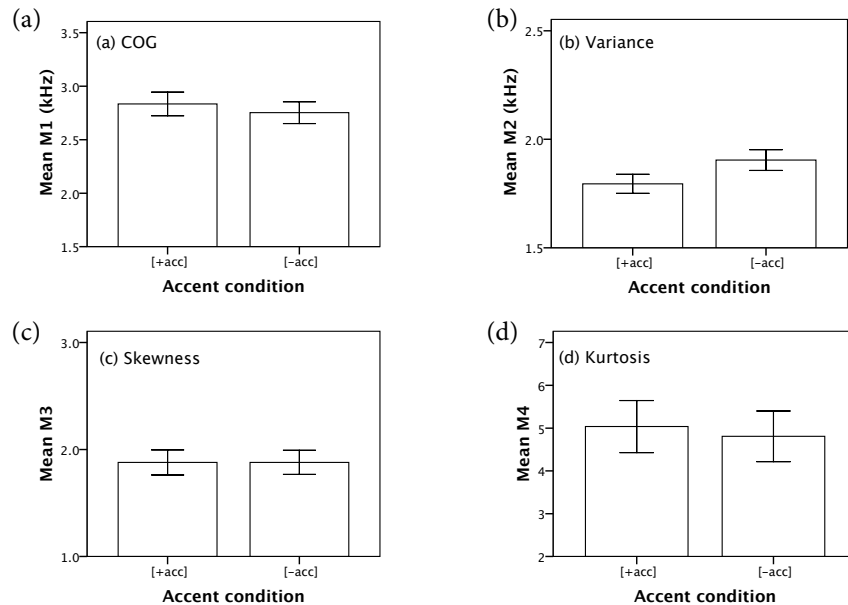 (a)
(a) COG
Mean M1 (kHz)
3.5
3.0
2.5
2.0
1.5
[+acc] [-acc]
Accent condition
(b)
(b) Variance
Mean M2 (kHz)
2.5
2.0
1.5
[+acc] [-acc]
Accent condition
(c)
(c) Skewness
Mean M3
3.0
2.0
1.0
[+acc] [-acc]
Accent condition
(d)
(d) Kurtosis
Mean M4
7
6
5
4
3
2
[+acc] [-acc]
Accent condition